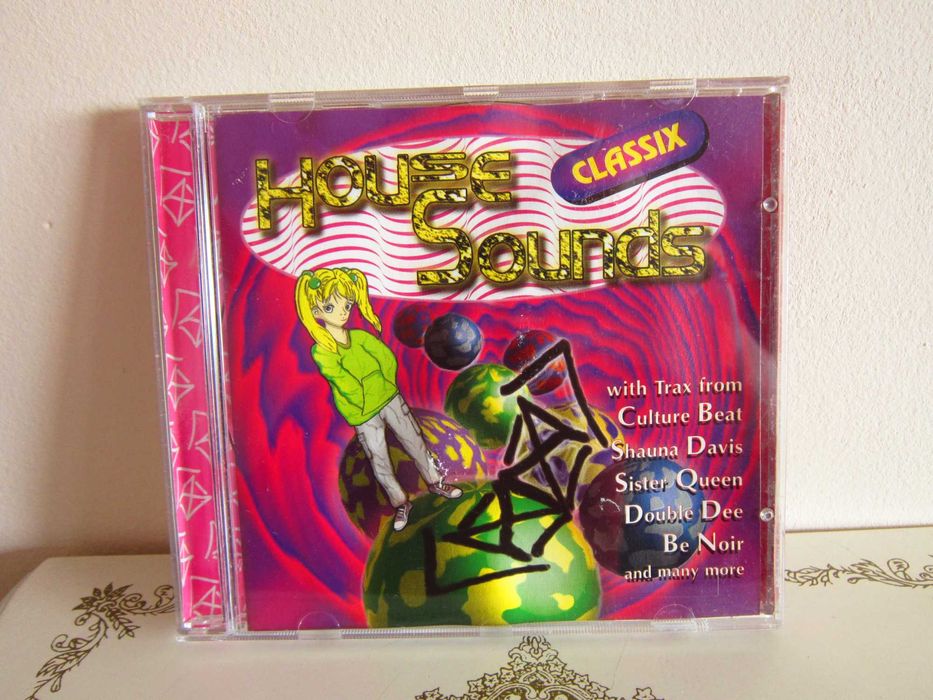 House
Sounds
CLASSIX
with Trax from
Culture Beat
Shauna Davis
Sister Queen
Double Dee
Be Noir
and many more